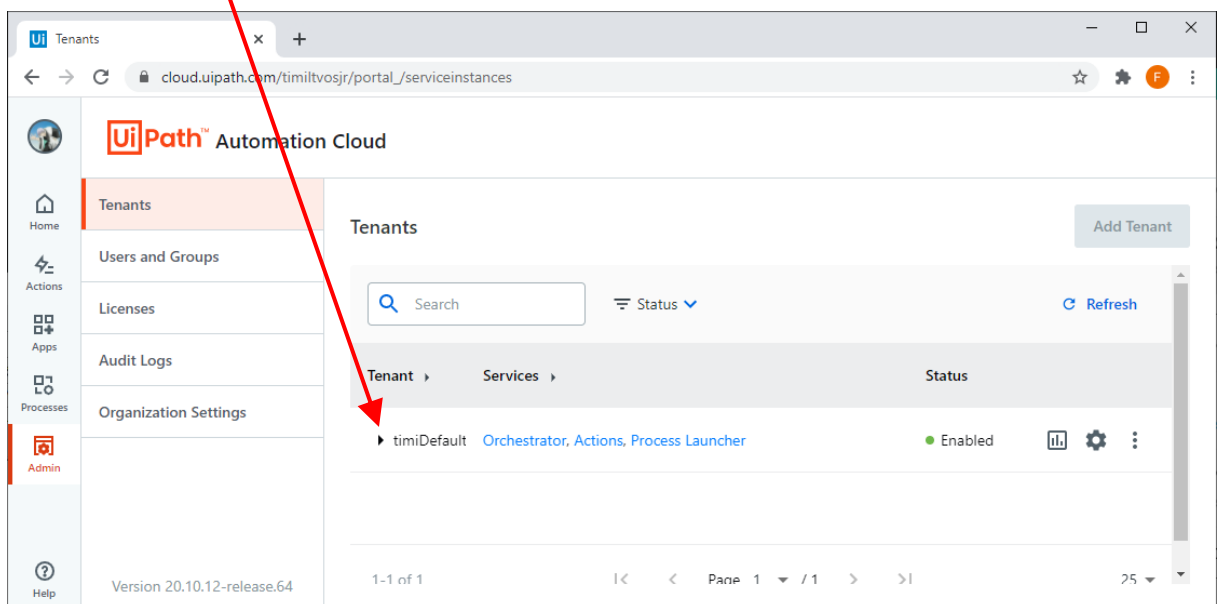 Ui Tenants
cloud.uipath.com/timiltvosjr/portal_/serviceinstances
F
UiPath™ Automation Cloud
Home
Actions
Apps
Processes
Admin
Help
Tenants
Users and Groups
Licenses
Audit Logs
Organization Settings
Version 20.10.12-release.64
Tenants
Add Tenant
Search
Status
Refresh
Tenant Services Status
timiDefault Orchestrator, Actions, Process Launcher Enabled
1-1 of 1 Page 1 / 1 25